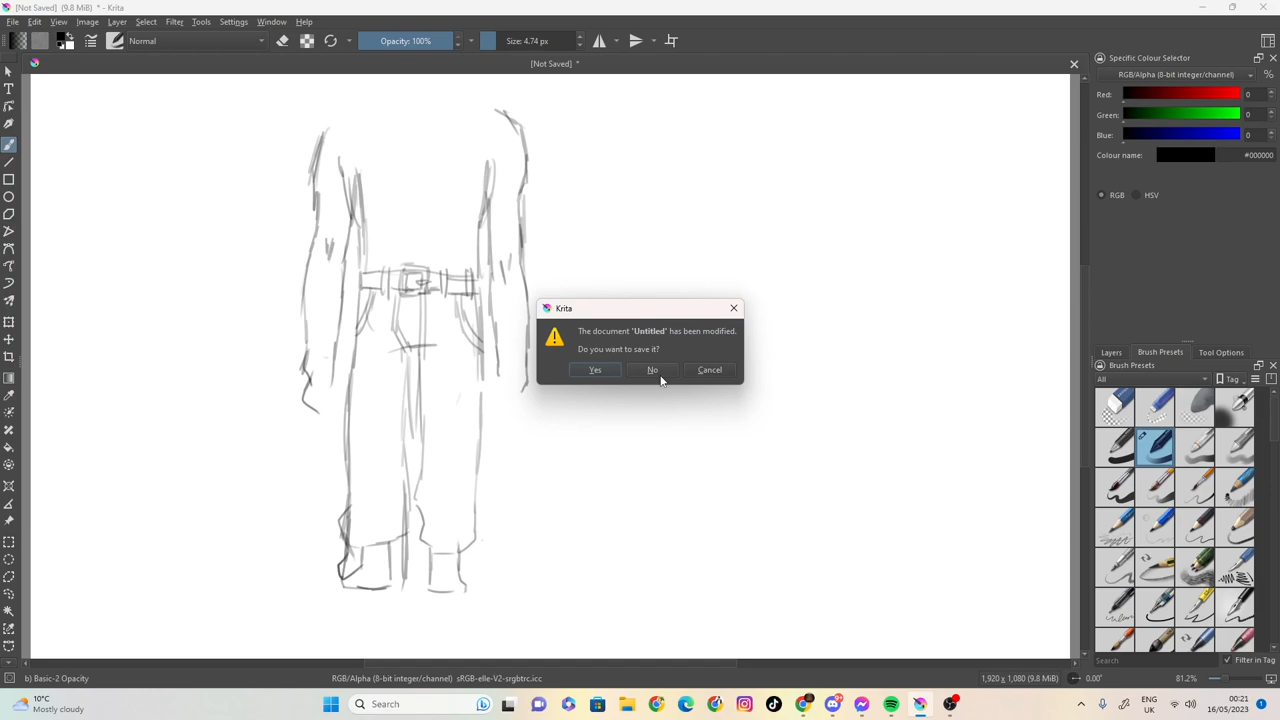 [Not Saved] (9.8 MiB) * - Krita
File Edit View Image Layer Select Filter Tools Settings Window Help
Normal
Opacity: 100%
Size: 4.74 px
[Not Saved] *
Specific Colour Selector
RGB/Alpha (8-bit integer/channel)
%
Red: 0
Green: 0
Blue: 0
Colour name: #000000
RGB HSV
Krita
The document 'Untitled' has been modified.
Do you want to save it?
Yes No Cancel
Layers Brush Presets Tool Options
Brush Presets
All Tag
Search Filter in Tag
b) Basic-2 Opacity
RGB/Alpha (8-bit integer/channel) sRGB-elle-V2-srgbtrc.icc
1,920 x 1,080 (9.8 MiB)
0.00°
81.2%
10°C
Mostly cloudy
Search
ENG
UK
00:21
16/05/2023